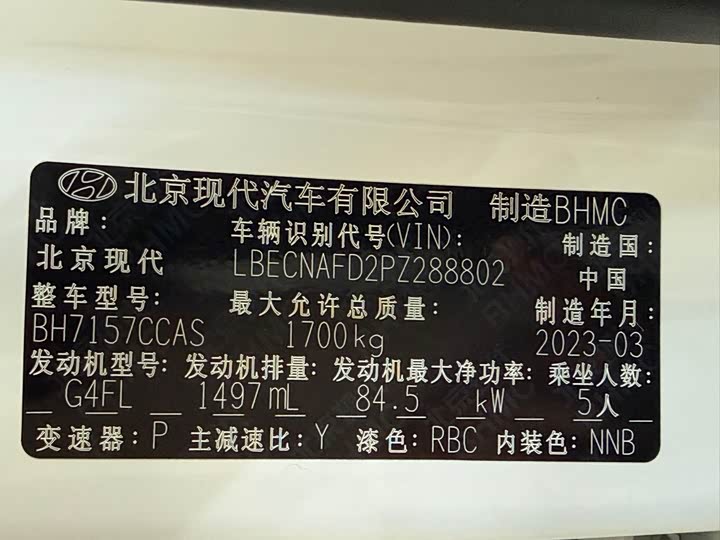 北京现代汽车有限公司 制造BHMC
品牌: 车辆识别代号(VIN): 制造国:
北京现代 LBECNAFD2PZ288802 中国
整车型号: 最大允许总质量: 制造年月:
BH7157CCAS 1700kg 2023-03
发动机型号: 发动机排量: 发动机最大净功率: 乘坐人数:
G4FL 1497mL 84.5 kW 5人
变速器: P 主减速比: Y 漆色: RBC 内装色: NNB